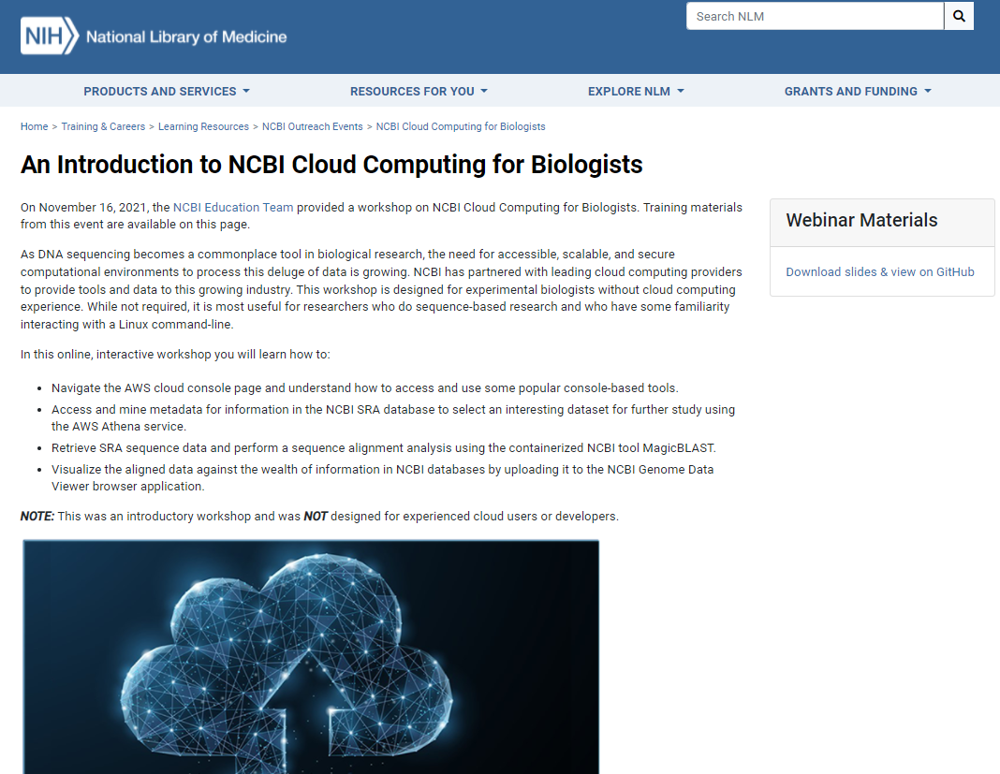 Search NLM
NIH National Library of Medicine
PRODUCTS AND SERVICES
RESOURCES FOR YOU
EXPLORE NLM
GRANTS AND FUNDING
Home > Training & Careers > Learning Resources > NCBI Outreach Events > NCBI Cloud Computing for Biologists
An Introduction to NCBI Cloud Computing for Biologists
On November 16, 2021, the NCBI Education Team provided a workshop on NCBI Cloud Computing for Biologists. Training materials
from this event are available on this page.
As DNA sequencing becomes a commonplace tool in biological research, the need for accessible, scalable, and secure
computational environments to process this deluge of data is growing. NCBI has partnered with leading cloud computing providers
to provide tools and data to this growing industry. This workshop is designed for experimental biologists without cloud computing
experience. While not required, it is most useful for researchers who do sequence-based research and who have some familiarity
interacting with a Linux command-line.
In this online, interactive workshop you will learn how to:
• Navigate the AWS cloud console page and understand how to access and use some popular console-based tools.
• Access and mine metadata for information in the NCBI SRA database to select an interesting dataset for further study using
the AWS Athena service.
• Retrieve SRA sequence data and perform a sequence alignment analysis using the containerized NCBI tool MagicBLAST.
• Visualize the aligned data against the wealth of information in NCBI databases by uploading it to the NCBI Genome Data
Viewer browser application.
NOTE: This was an introductory workshop and was NOT designed for experienced cloud users or developers.
Webinar Materials
Download slides & view on GitHub